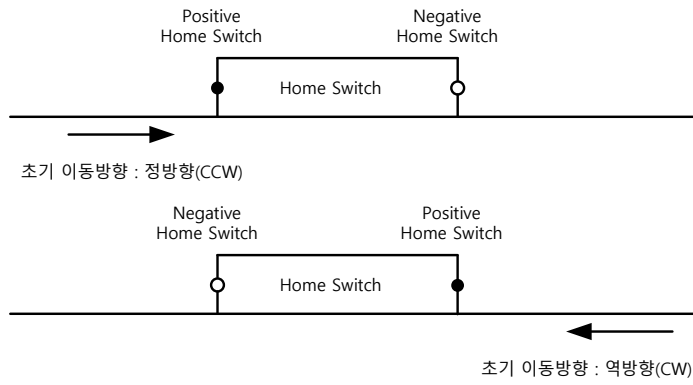 Positive
Home Switch
Negative
Home Switch
Home Switch
초기 이동방향 : 정방향(CCW)
Negative
Home Switch
Positive
Home Switch
Home Switch
초기 이동방향 : 역방향(CW)